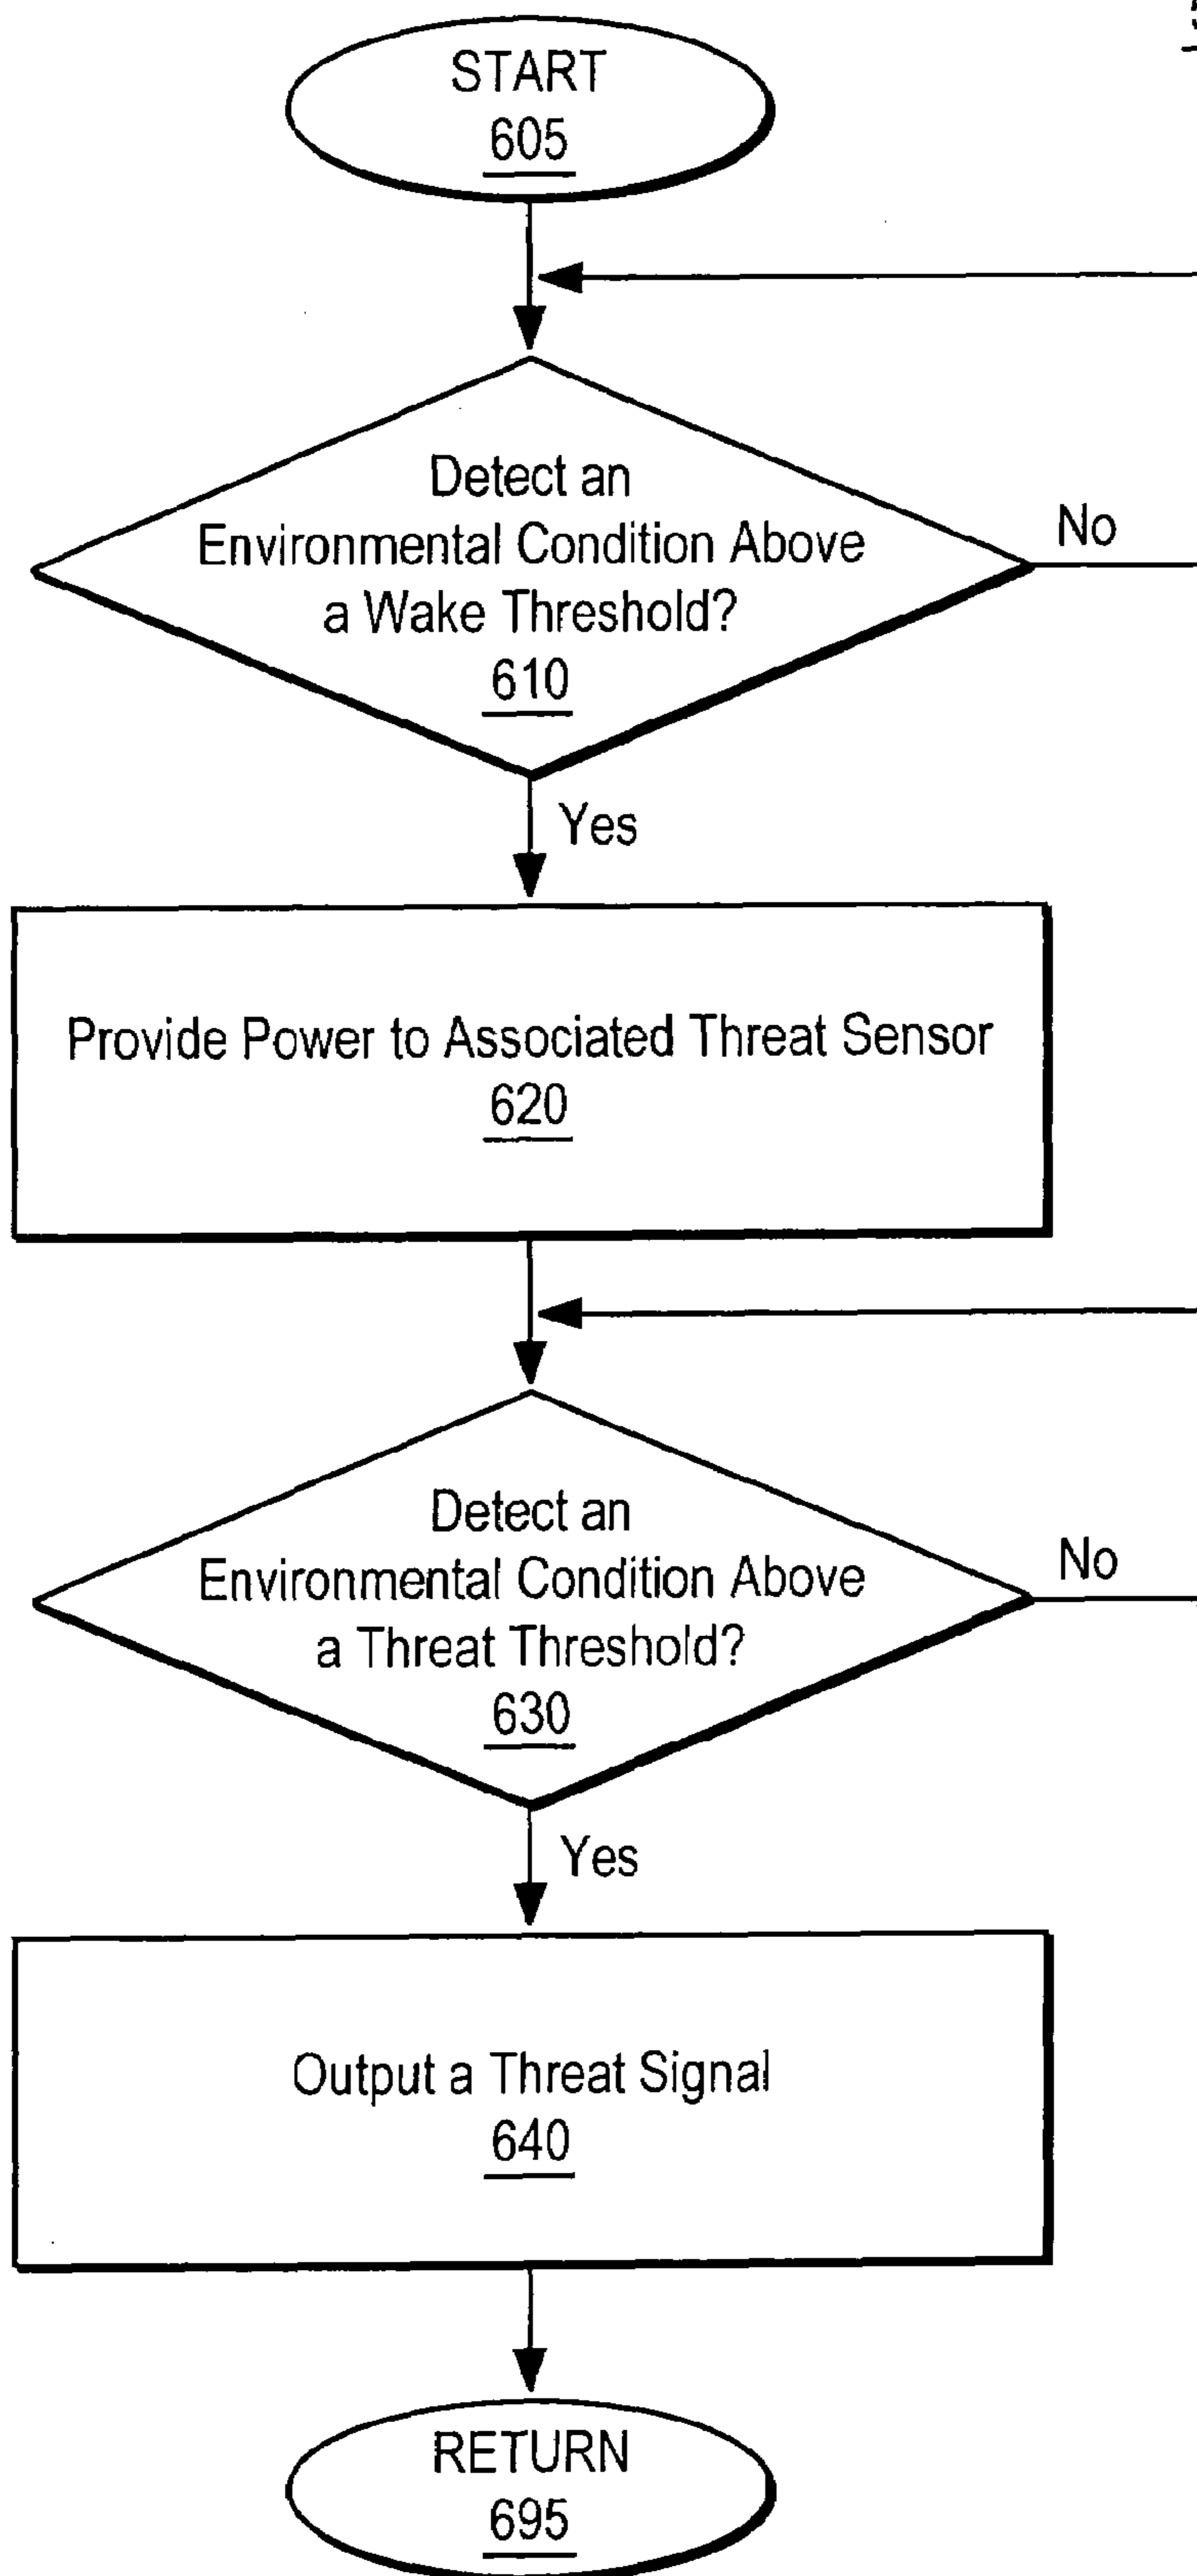 START
605
Detect an
Environmental Condition Above
a Wake Threshold?
610
No
Yes
Provide Power to Associated Threat Sensor
620
Detect an
Environmental Condition Above
a Threat Threshold?
630
No
Yes
Output a Threat Signal
640
RETURN
695